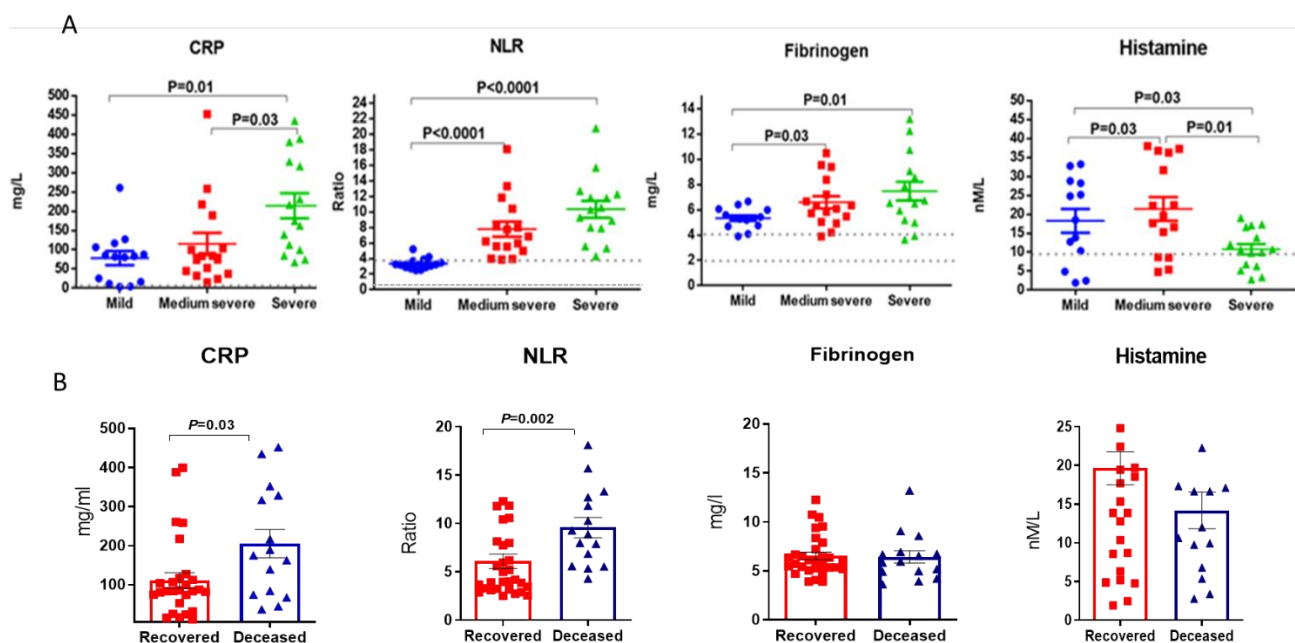 A
CRP
NLR
Fibrinogen
Histamine
P=0.01
P=0.03
mg/L
500
450
400
350
300
250
200
150
100
50
0
Mild Medium severe Severe
P<0.0001
<0.0001
Ratio
24
22
20
18
16
14
12
10
8
6
4
2
0
Mild Medium severe Severe
P=0.01
P=0.03
mg/L
14
12
10
8
6
4
2
0
Mild Medium severe Severe
P=0.03
P=0.03
P=0.01
nM/L
50
45
40
35
30
25
20
15
10
5
0
Mild Medium severe Severe
B
CRP
NLR
Fibrinogen
Histamine
P=0.03
mg/ml
500
400
300
200
100
Recovered Deceased
P=0.002
Ratio
20
15
10
5
0
Recovered Deceased
mg/l
20
15
10
5
0
Recovered Deceased
nM/L
25
20
15
10
5
0
Recovered Deceased